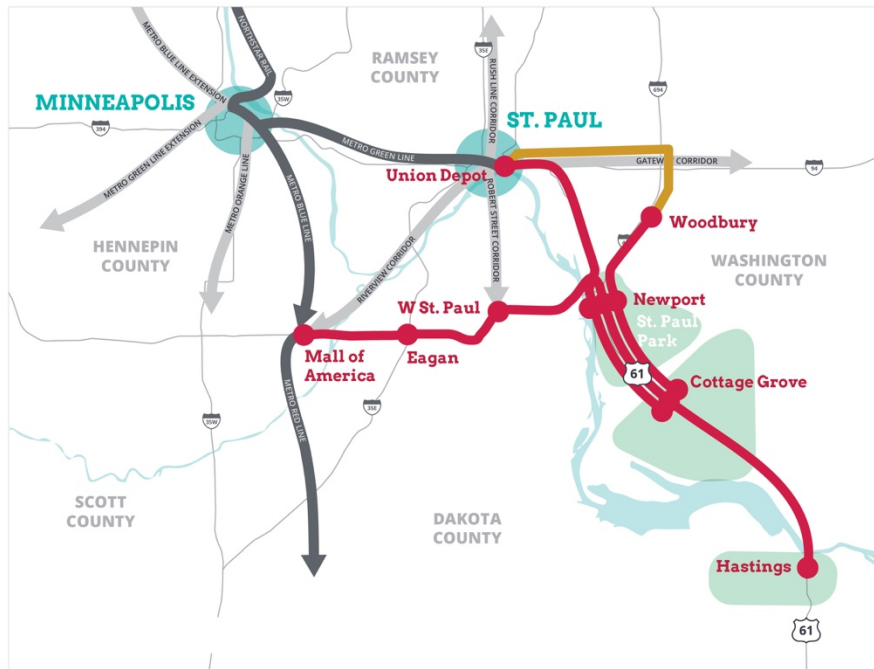 METRO BLUE LINE EXTENSION
NORTHSTAR RAIL
35W
35E
RUSH LINE CORRIDOR
RAMSEY
COUNTY
694
MINNEAPOLIS
394
ST. PAUL
METRO GREEN LINE EXTENSION
METRO ORANGE LINE
METRO GREEN LINE
METRO BLUE LINE
Union Depot
GATEWAY CORRIDOR
94
ROBERT STREET CORRIDOR
RIVERVIEW CORRIDOR
Woodbury
HENNEPIN
COUNTY
WASHINGTON
COUNTY
W St. Paul
Newport
St. Paul
Park
Mall of
America
Eagan
61
Cottage Grove
METRO RED LINE
35W
35E
SCOTT
COUNTY
DAKOTA
COUNTY
Hastings
61